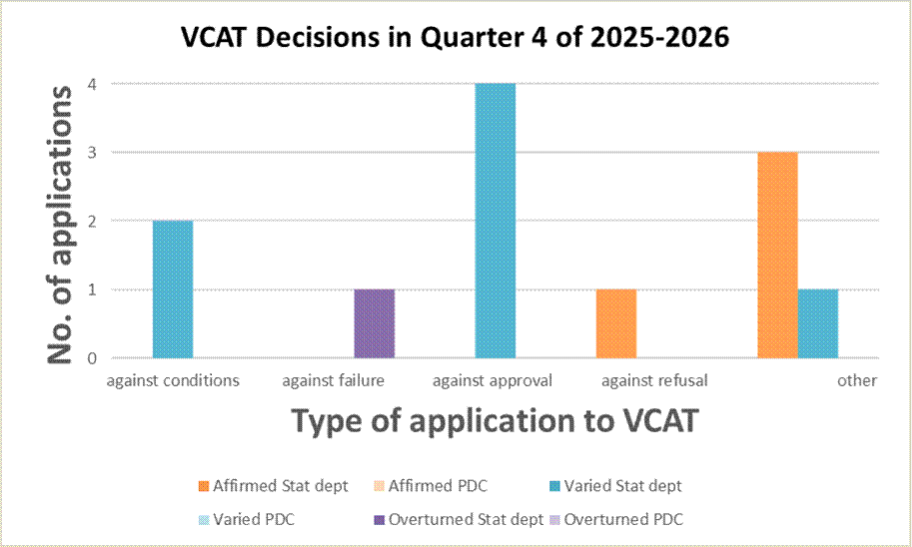 VCAT Decisions in Quarter 4 of 2025-2026
No. of applications
4
3
2
1
0
against conditions against failure against approval against refusal other
Type of application to VCAT
Affirmed Stat dept Affirmed PDC Varied Stat dept
Varied PDC Overturned Stat dept Overturned PDC